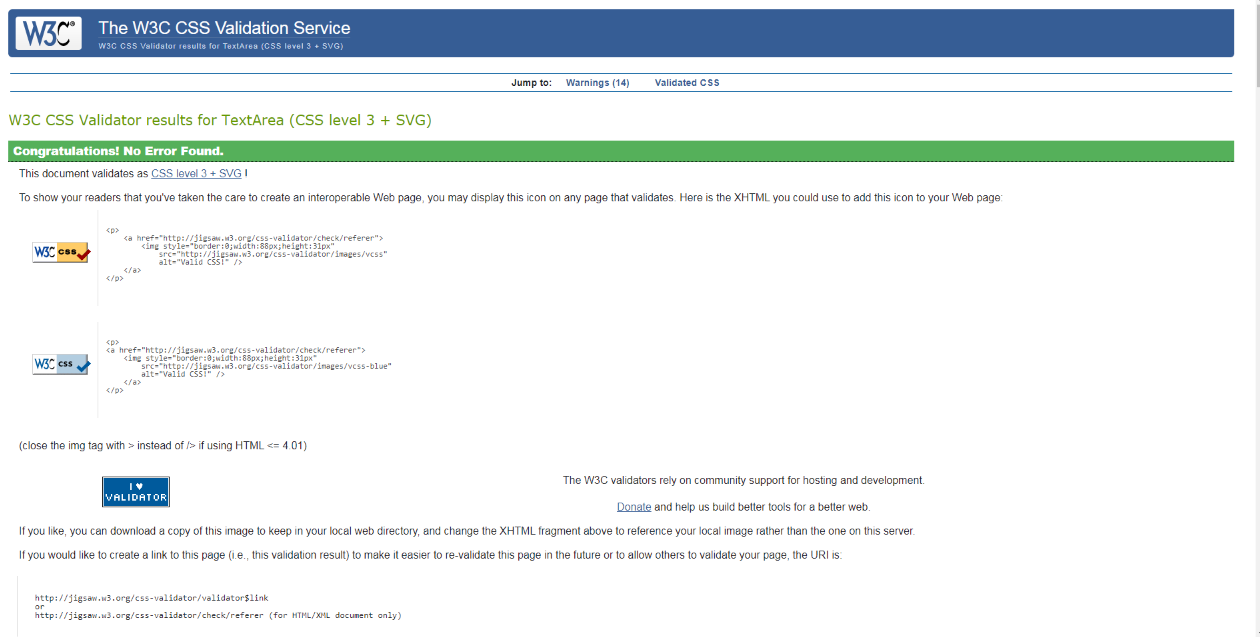 W3C®
The W3C CSS Validation Service
W3C CSS Validator results for TextArea (CSS level 3 + SVG)
Jump to: Warnings (14) Validated CSS
W3C CSS Validator results for TextArea (CSS level 3 + SVG)
Congratulations! No Error Found.
This document validates as CSS level 3 + SVG !
To show your readers that you've taken the care to create an interoperable Web page, you may display this icon on any page that validates. Here is the XHTML you could use to add this icon to your Web page:
W3C css
<p>
<a href="http://jigsaw.w3.org/css-validator/check/referer">
<img style="border:0;width:88px;height:31px"
src="http://jigsaw.w3.org/css-validator/images/vcss"
alt="Valid CSS!" />
</a>
</p>
W3C css
<p>
<a href="http://jigsaw.w3.org/css-validator/check/referer">
<img style="border:0;width:88px;height:31px"
src="http://jigsaw.w3.org/css-validator/images/vcss-blue"
alt="Valid CSS!" />
</a>
</p>
(close the img tag with > instead of /> if using HTML <= 4.01)
I ♥
VALIDATOR
The W3C validators rely on community support for hosting and development.
Donate and help us build better tools for a better web.
If you like, you can download a copy of this image to keep in your local web directory, and change the XHTML fragment above to reference your local image rather than the one on this server.
If you would like to create a link to this page (i.e., this validation result) to make it easier to re-validate this page in the future or to allow others to validate your page, the URI is:
http://jigsaw.w3.org/css-validator/validator$link
or
http://jigsaw.w3.org/css-validator/check/referer (for HTML/XML document only)